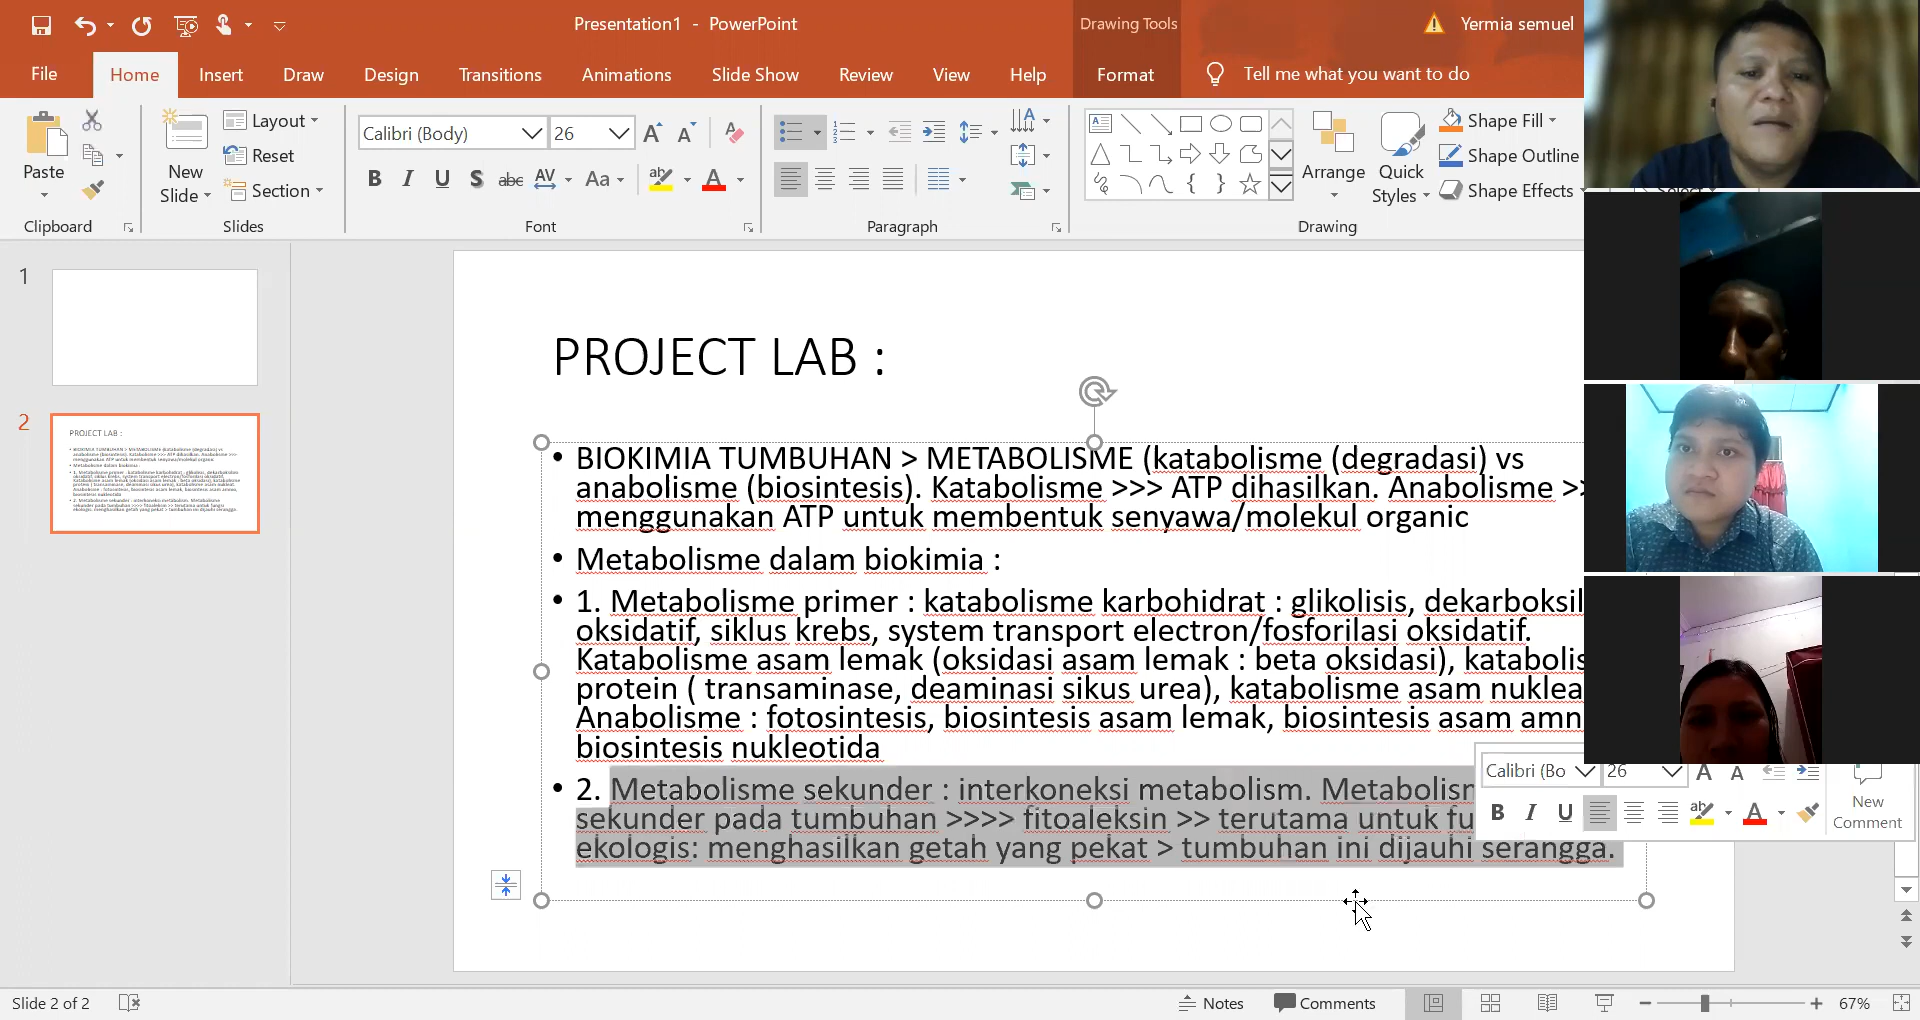 Presentation1 - PowerPoint
Drawing Tools
Yermia semuel
File
Home
Insert
Draw
Design
Transitions
Animations
Slide Show
Review
View
Help
Format
Tell me what you want to do
Paste
Clipboard
New
Slide
Layout
Reset
Section
Slides
Calibri (Body)
26
Font
Paragraph
Arrange
Quick
Styles
Shape Fill
Shape Outline
Shape Effects
Drawing
Select
1
2
PROJECT LAB :
• BIOKIMIA TUMBUHAN > METABOLISME (katabolisme (degradasi) vs
anabolisme (biosintesis). Katabolisme >>> ATP dihasilkan. Anabolisme >>
menggunakan ATP untuk membentuk senyawa/molekul organic
• Metabolisme dalam biokimia :
• 1. Metabolisme primer : katabolisme karbohidrat : glikolisis, dekarboksil
oksidatif, siklus krebs, system transport electron/fosforilasi oksidatif.
Katabolisme asam lemak (oksidasi asam lemak : beta oksidasi), katabolis
protein ( transaminase, deaminasi sikus urea), katabolisme asam nuklea
Anabolisme : fotosintesis, biosintesis asam lemak, biosintesis asam amn
biosintesis nukleotida
• 2. Metabolisme sekunder : interkoneksi metabolism. Metabolism
sekunder pada tumbuhan >>>> fitoaleksin >> terutama untuk fu
ekologis: menghasilkan getah yang pekat > tumbuhan ini dijauhi serangga.
Calibri (Bo
26
New
Comment
Slide 2 of 2
Notes
Comments
67%